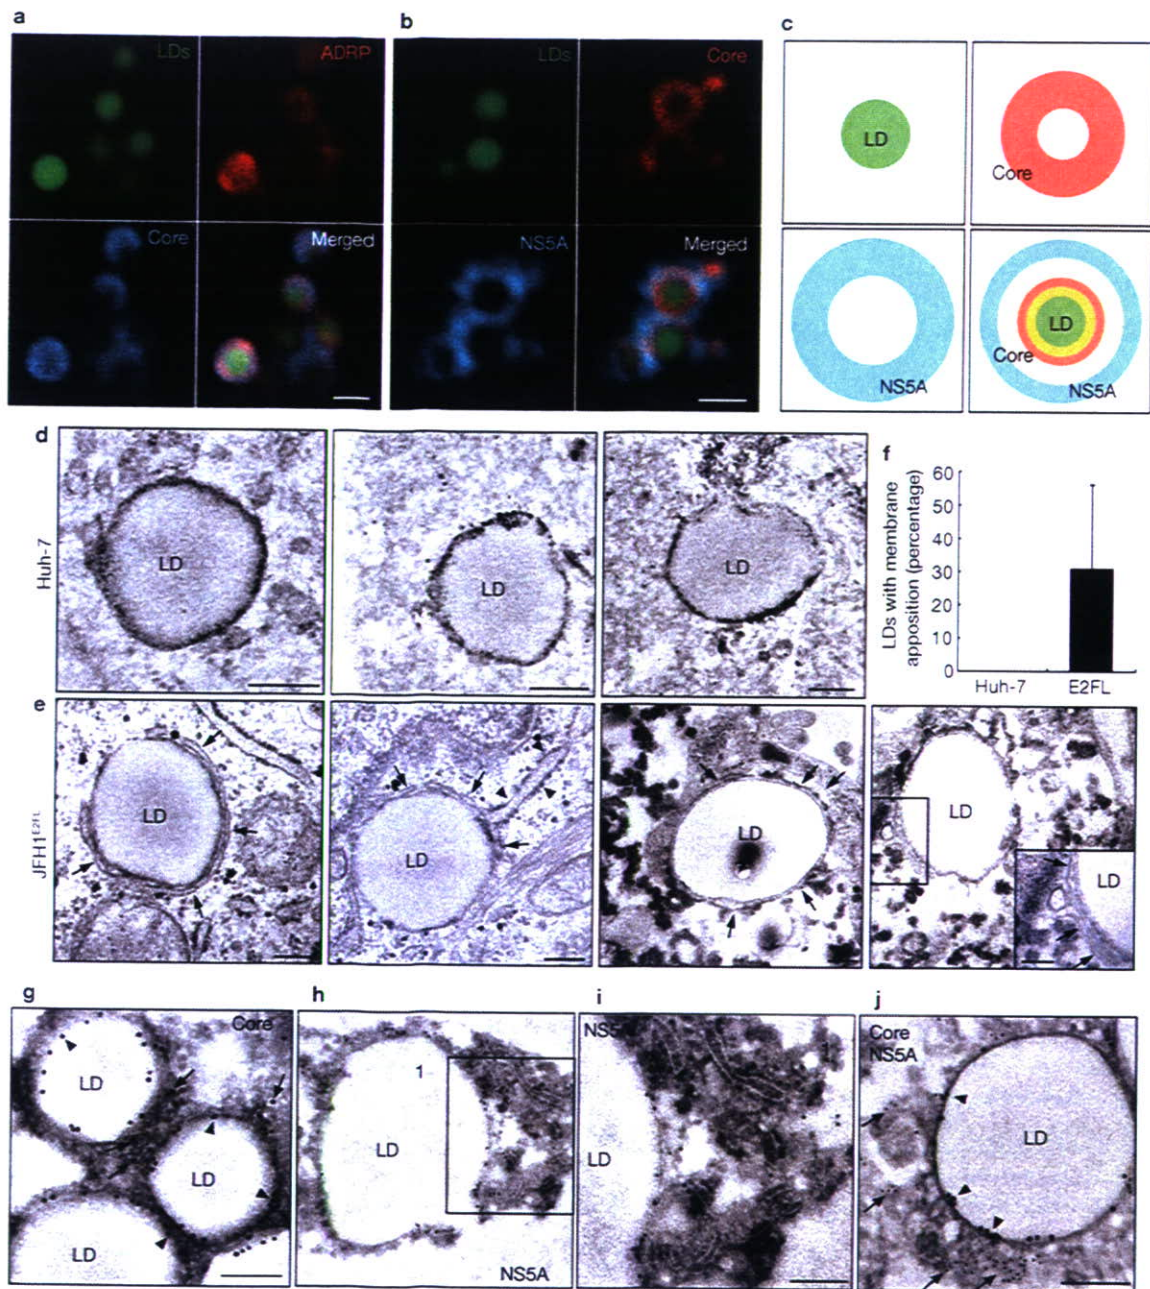 a
LDs
ADRP
Core
Merged
b
LDs
Core
NS5A
Merged
c
LD
Core
NS5A
LD
Core
NS5A
d
Huh-7
LD
LD
LD
f
LDs with membrane
apposition (percentage)
60
50
40
30
20
10
0
Huh-7
E2FL
e
JFH1E2FL
LD
LD
LD
LD
LD
g
Core
LD
LD
LD
h
1
LD
NS5A
i
LD
j
Core
NS5A
LD